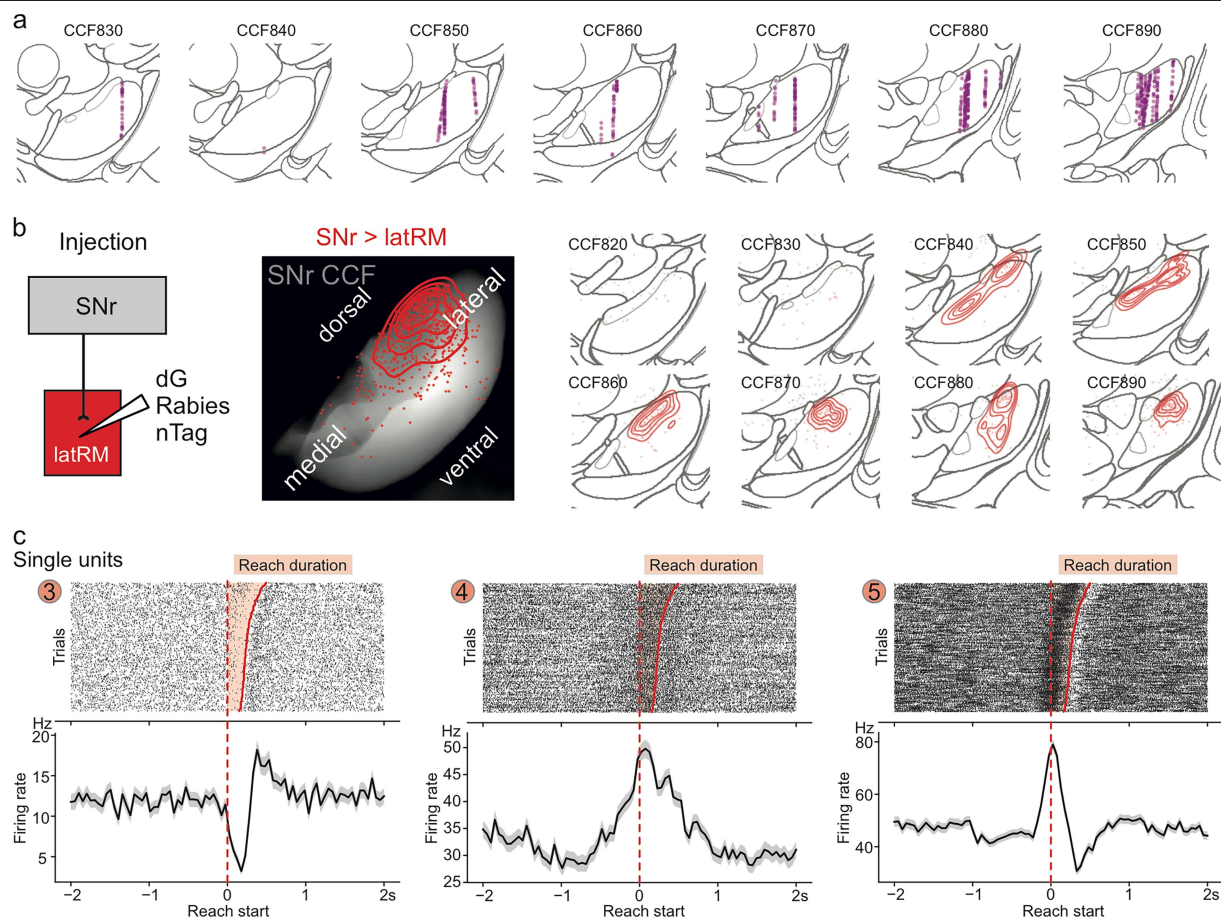 a
CCF830
CCF840
CCF850
CCF860
CCF870
CCF880
CCF890
b
Injection
SNr
dG
Rabies
nTag
latRM
SNr > latRM
SNr CCF
dorsal
lateral
medial
ventral
CCF820
CCF830
CCF840
CCF850
CCF860
CCF870
CCF880
CCF890
c
Single units
3
Reach duration
Trials
Hz
20
15
10
5
Firing rate
−2
−1
0
1
2s
Reach start
4
Reach duration
Trials
Hz
50
45
40
35
30
25
Firing rate
−2
−1
0
1
2s
Reach start
5
Reach duration
Trials
Hz
80
60
40
Firing rate
−2
−1
0
1
2s
Reach start